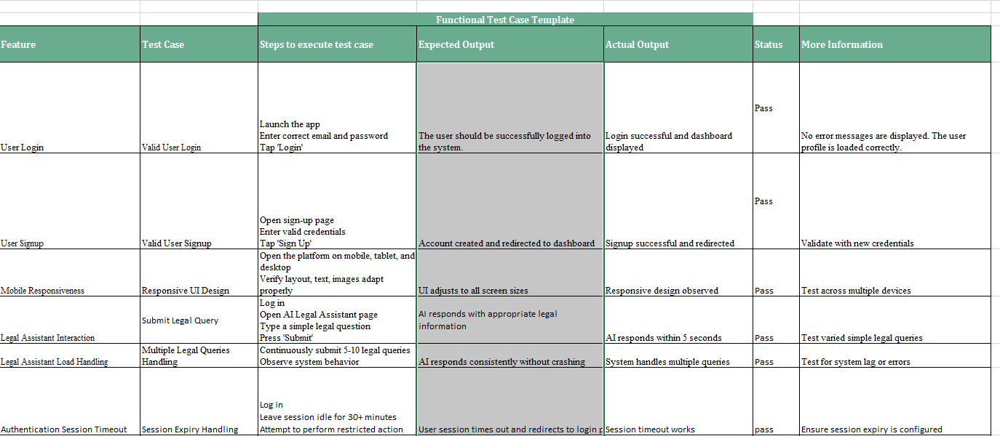 Functional Test Case Template
Feature
Test Case
Steps to execute test case
Expected Output
Actual Output
Status
More Information
User Login
Valid User Login
Launch the app
Enter correct email and password
Tap 'Login'
The user should be successfully logged into
the system.
Login successful and dashboard
displayed
Pass
No error messages are displayed. The user
profile is loaded correctly.
User Signup
Valid User Signup
Open sign-up page
Enter valid credentials
Tap 'Sign Up'
Account created and redirected to dashboard
Signup successful and redirected
Pass
Validate with new credentials
Mobile Responsiveness
Responsive UI Design
Open the platform on mobile, tablet, and
desktop
Verify layout, text, images adapt
properly
UI adjusts to all screen sizes
Responsive design observed
Pass
Test across multiple devices
Legal Assistant Interaction
Submit Legal Query
Log in
Open AI Legal Assistant page
Type a simple legal question
Press 'Submit'
AI responds with appropriate legal
information
AI responds within 5 seconds
Pass
Test varied simple legal queries
Legal Assistant Load Handling
Multiple Legal Queries
Handling
Continuously submit 5-10 legal queries
Observe system behavior
AI responds consistently without crashing
System handles multiple queries
Pass
Test for system lag or errors
Authentication Session Timeout
Session Expiry Handling
Log in
Leave session idle for 30+ minutes
Attempt to perform restricted action
User session times out and redirects to login p
Session timeout works
pass
Ensure session expiry is configured